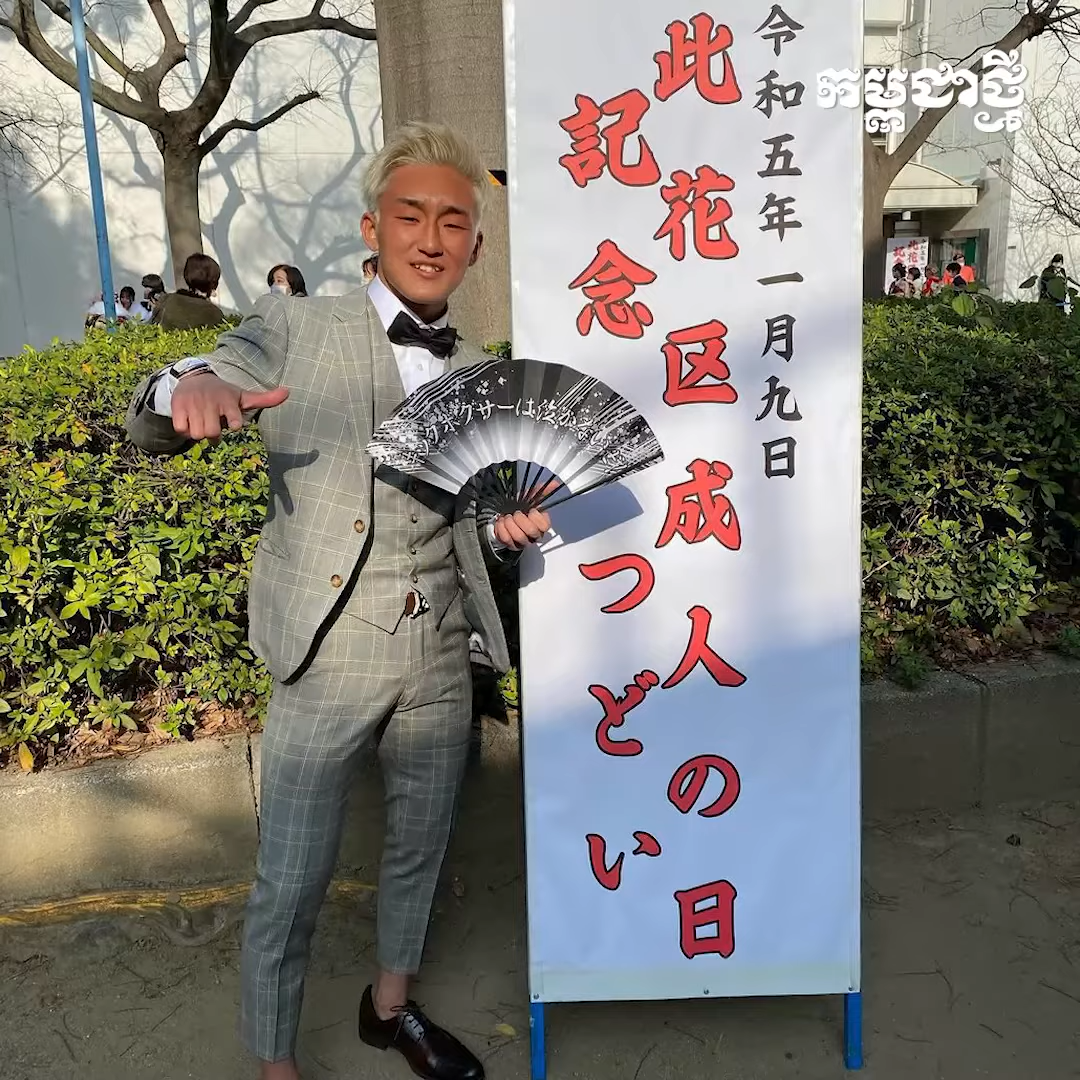 令和五年一月九日
此花区成人の日
記念つどい
កម្ពុជាថ្មី